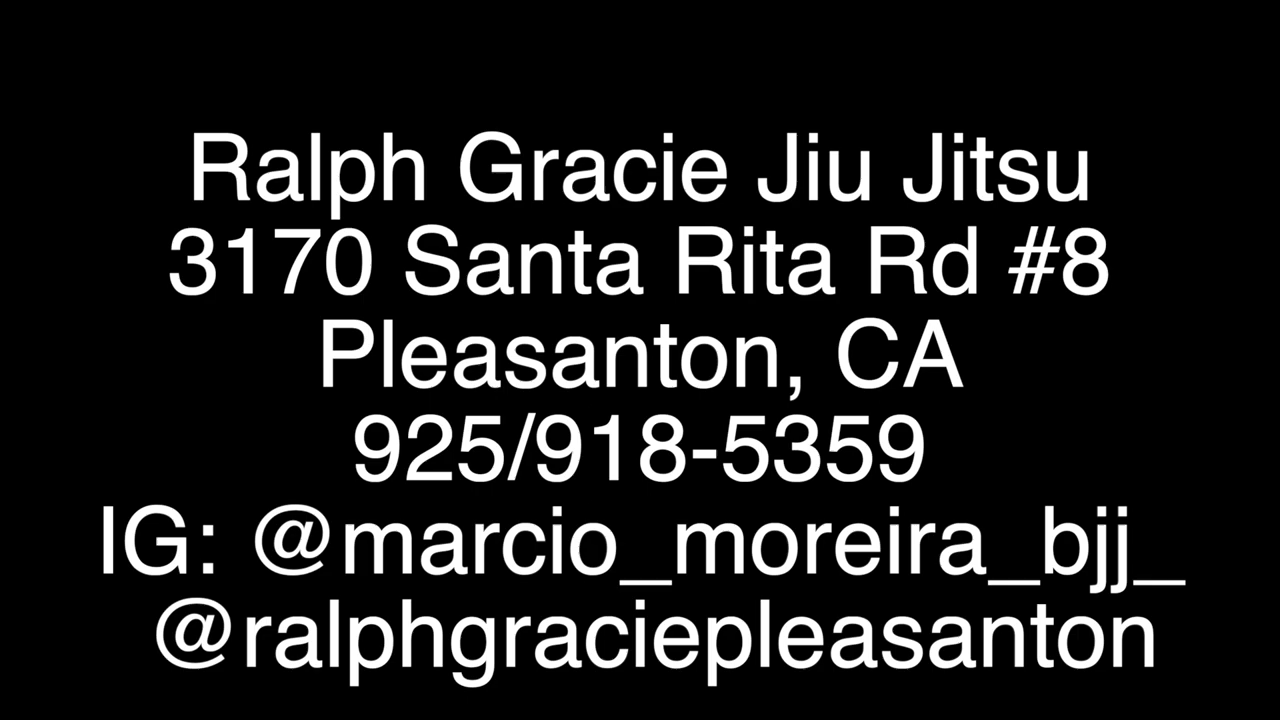 Ralph Gracie Jiu Jitsu
3170 Santa Rita Rd #8
Pleasanton, CA
925/918-5359
IG: @marcio_moreira_bjj_
@ralphgraciepleasanton